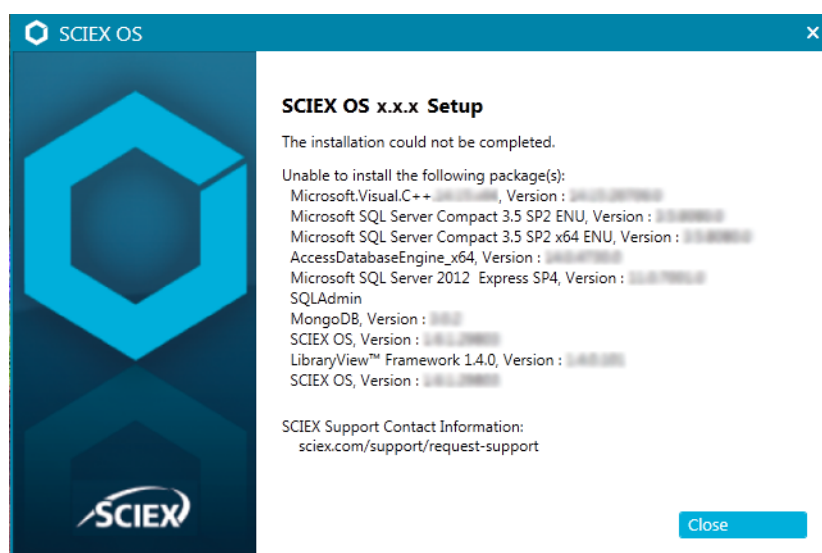 SCIEX OS
SCIEX OS x.x.x Setup
The installation could not be completed.
Unable to install the following package(s):
Microsoft.Visual.C++ , Version :
Microsoft SQL Server Compact 3.5 SP2 ENU, Version :
Microsoft SQL Server Compact 3.5 SP2 x64 ENU, Version :
AccessDatabaseEngine_x64, Version :
Microsoft SQL Server 2012 Express SP4, Version :
SQLAdmin
MongoDB, Version :
SCIEX OS, Version :
LibraryView™ Framework 1.4.0, Version :
SCIEX OS, Version :
SCIEX Support Contact Information:
sciex.com/support/request-support
SCIEX
Close